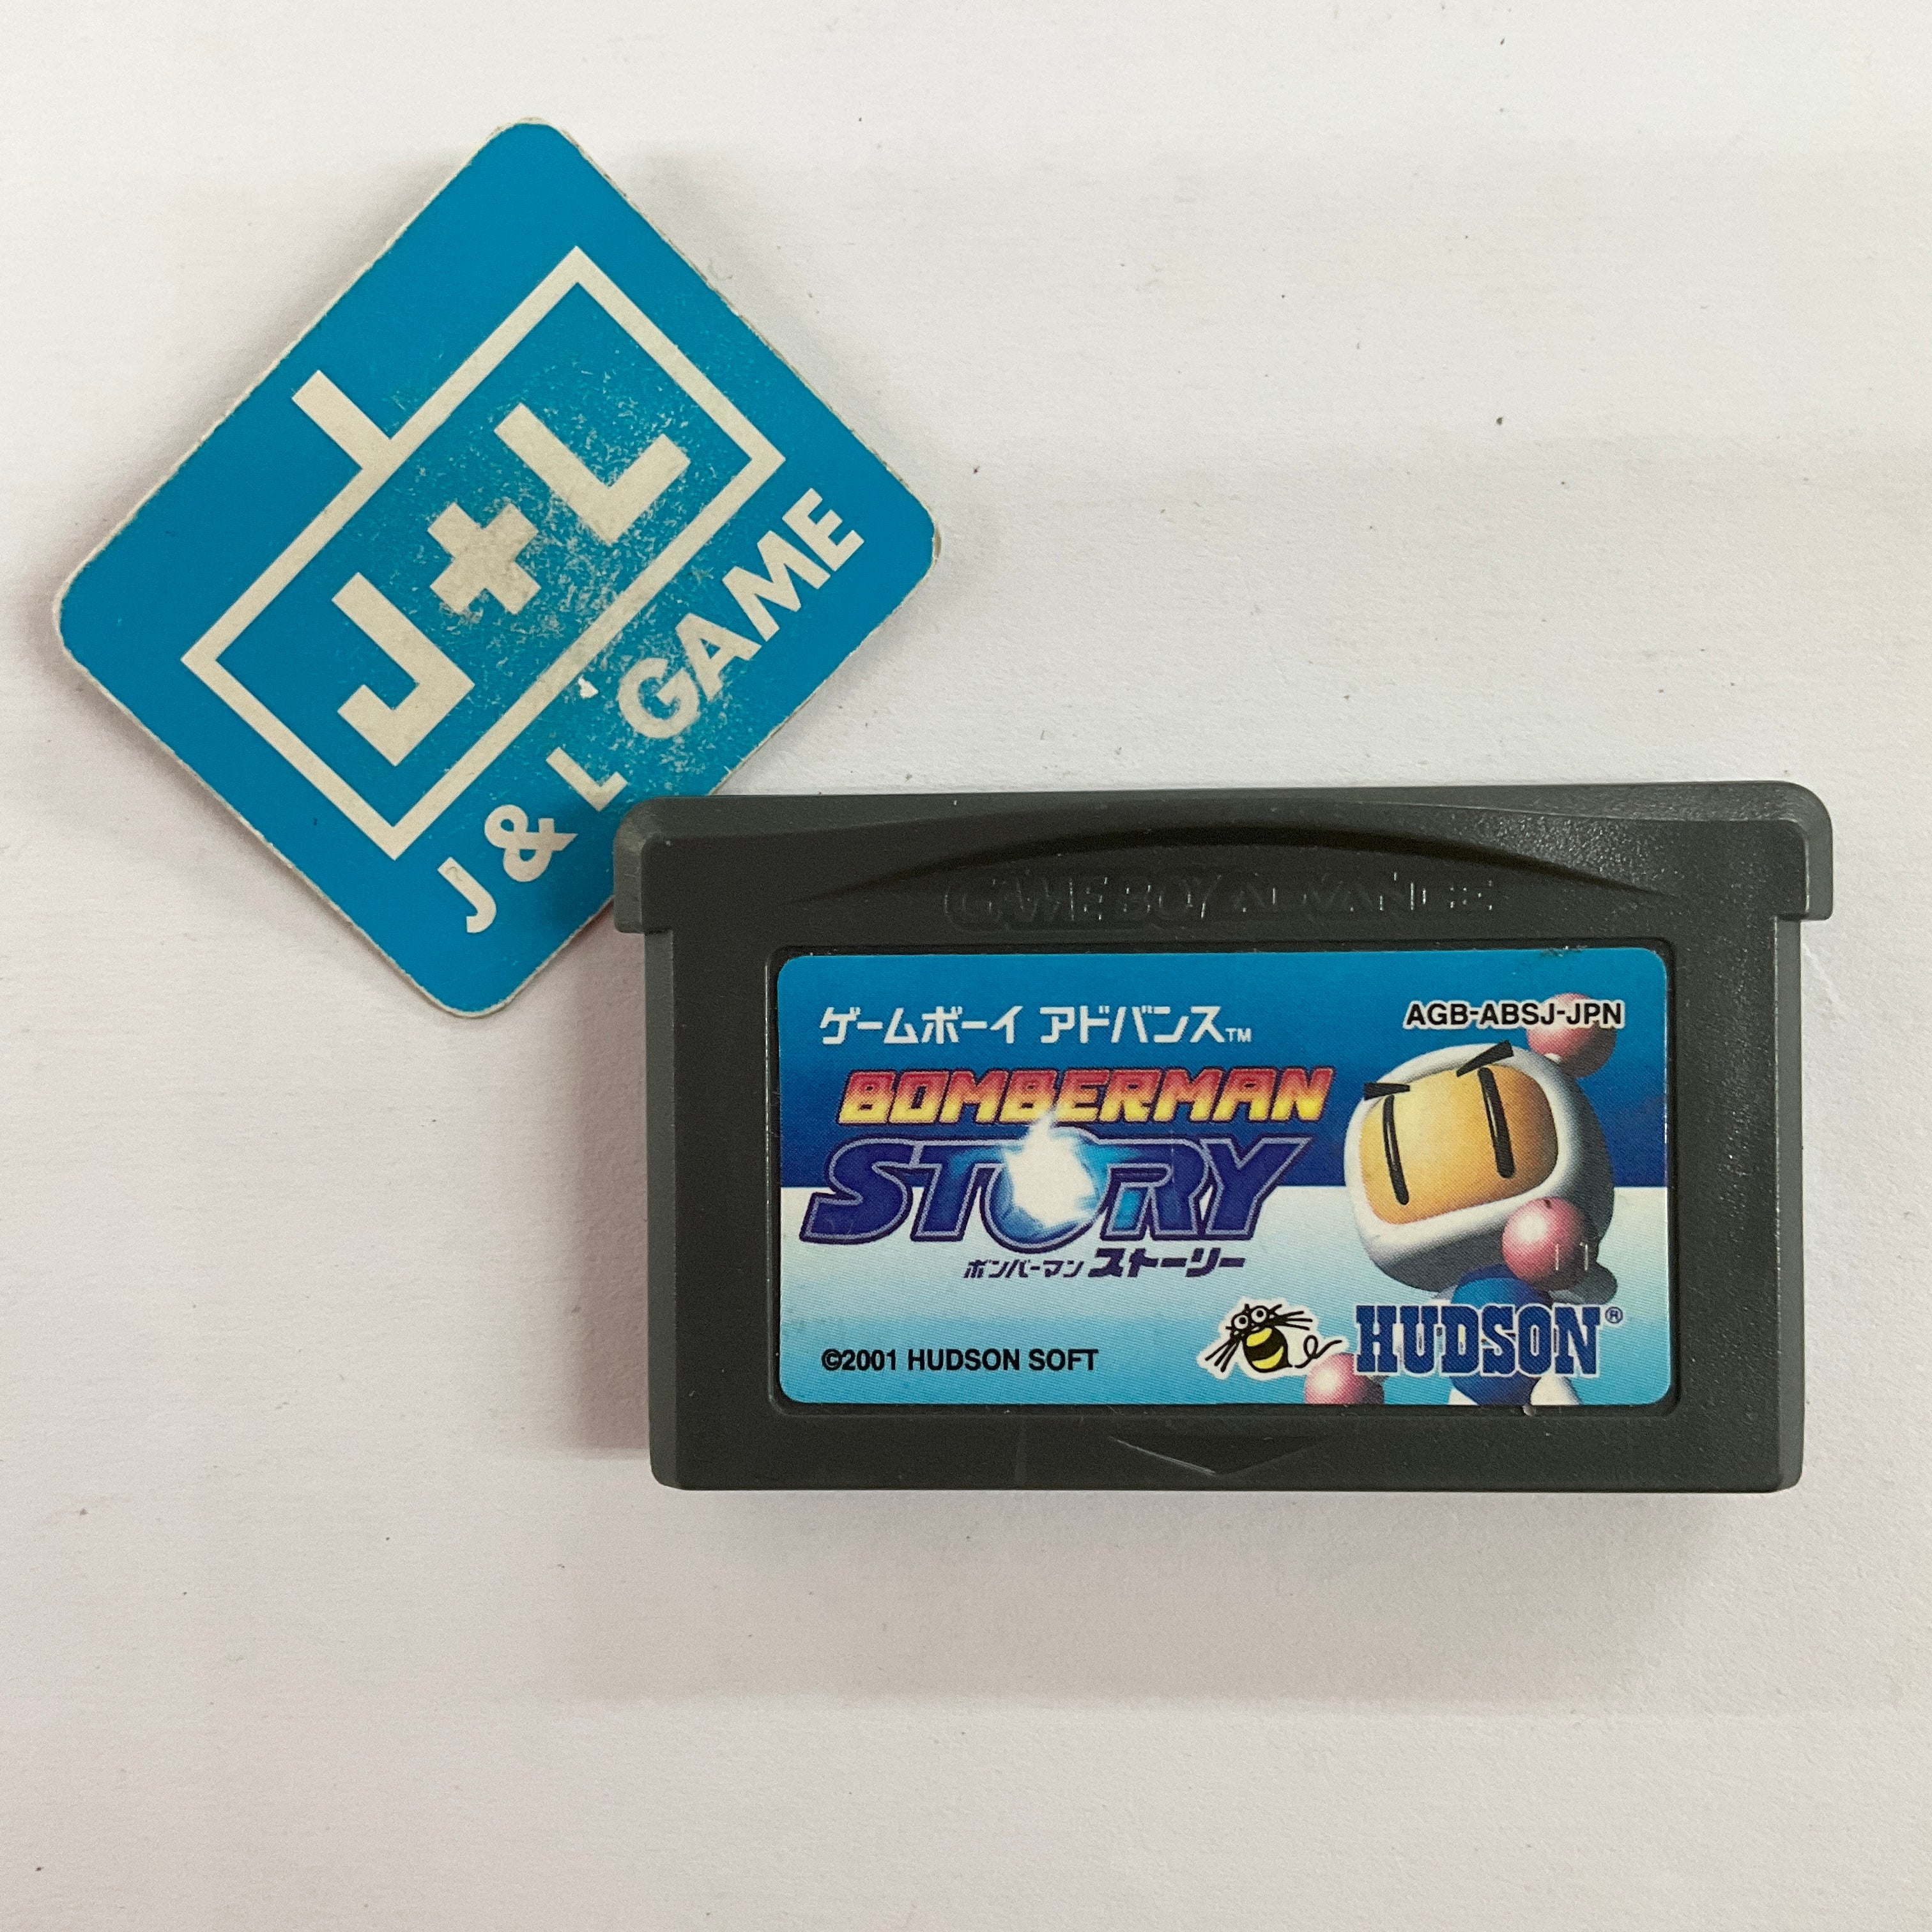 J+L
J & L GAME
GAME BOY ADVANCE
ゲームボーイ アドバンス™
AGB-ABSJ-JPN
BOMBERMAN
STORY
ボンバーマン ストーリー
©2001 HUDSON SOFT
HUDSON®
11